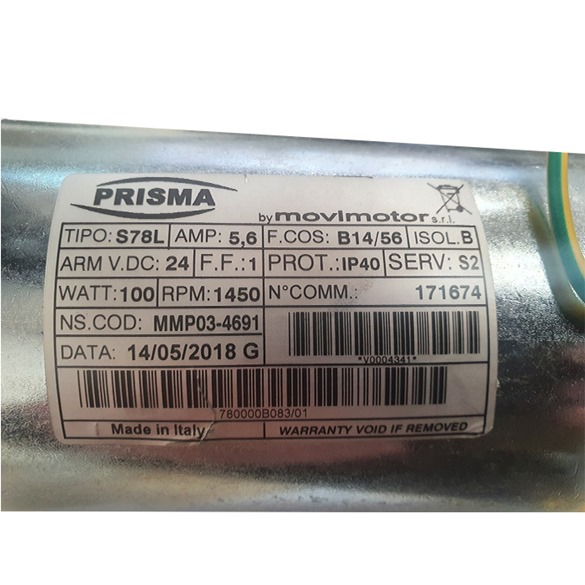 PRISMA
by movimotor s.r.l.
TIPO: S78L AMP: 5,6 F.COS: B14/56 ISOL.B
ARM V.DC: 24 F.F.:1 PROT.:IP40 SERV: S2
WATT:100 RPM:1450 N°COMM.: 171674
NS.COD: MMP03-4691
DATA: 14/05/2018 G
*V0004341*
780000B083/01
Made in Italy WARRANTY VOID IF REMOVED